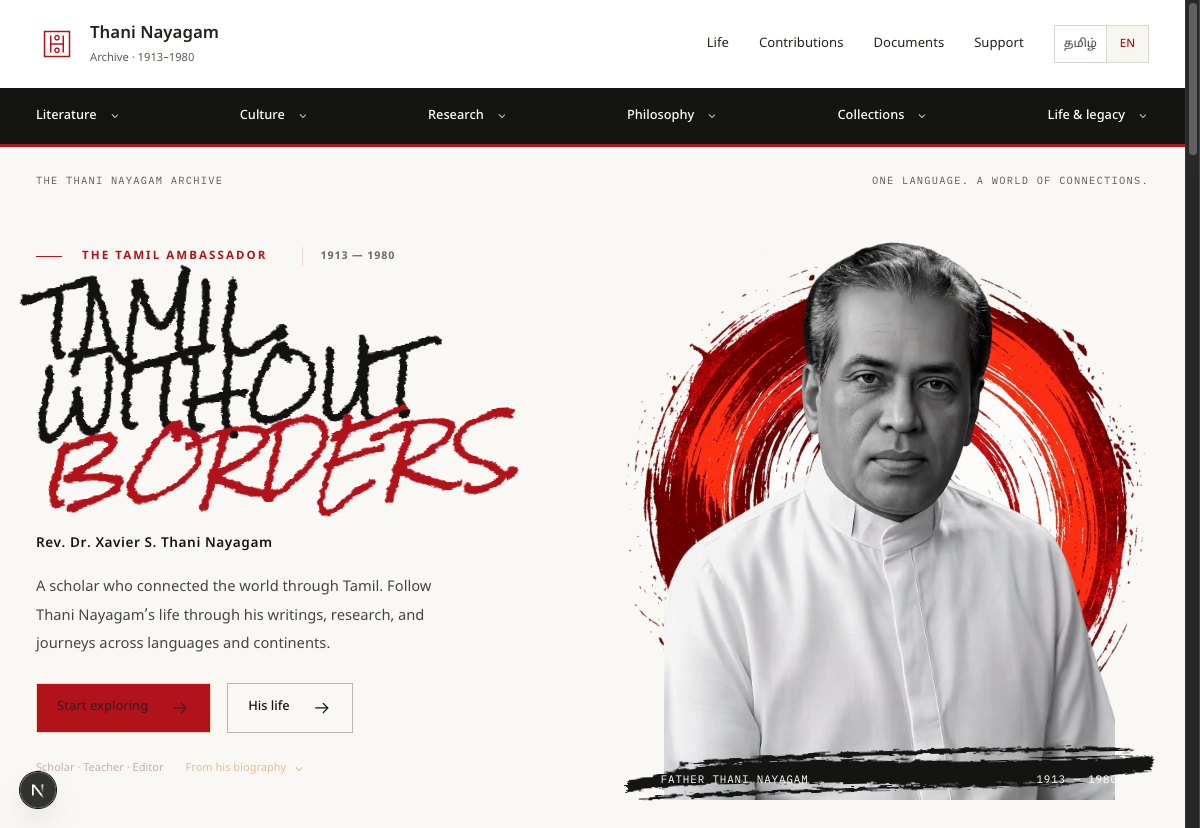 Thani Nayagam
Archive · 1913–1980
Life Contributions Documents Support தமிழ் EN
Literature Culture Research Philosophy Collections Life & legacy
THE THANI NAYAGAM ARCHIVE
ONE LANGUAGE. A WORLD OF CONNECTIONS.
THE TAMIL AMBASSADOR 1913 — 1980
TAMIL
WITHOUT
BORDERS
Rev. Dr. Xavier S. Thani Nayagam
A scholar who connected the world through Tamil. Follow
Thani Nayagam’s life through his writings, research, and
journeys across languages and continents.
Start exploring → His life →
Scholar · Teacher · Editor From his biography
N
FATHER THANI NAYAGAM 1913 — 1980